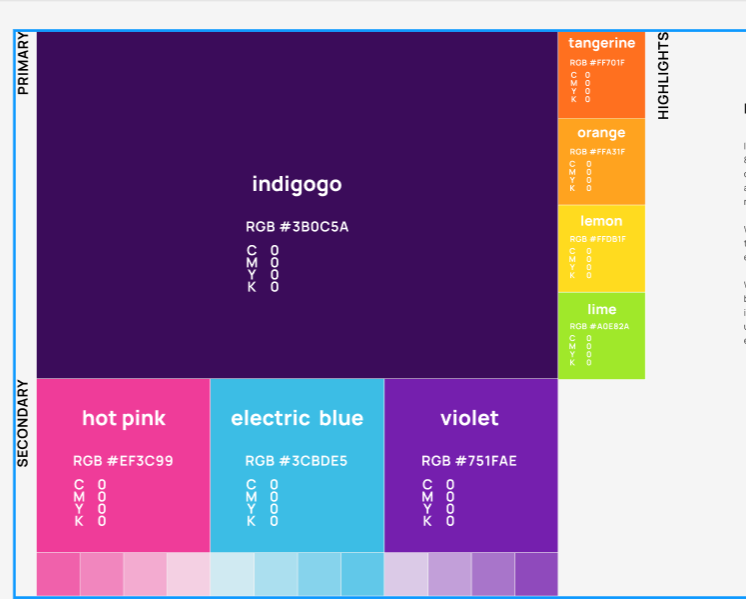 PRIMARY
indigogo
RGB #3B0C5A
C 0
M 0
Y 0
K 0
tangerine
RGB #FF701F
C 0
M 0
Y 0
K 0
orange
RGB #FFA31F
C 0
M 0
Y 0
K 0
lemon
RGB #FFDB1F
C 0
M 0
Y 0
K 0
lime
RGB #A0E82A
C 0
M 0
Y 0
K 0
HIGHLIGHTS
SECONDARY
hot pink
RGB #EF3C99
C 0
M 0
Y 0
K 0
electric blue
RGB #3CBDE5
C 0
M 0
Y 0
K 0
violet
RGB #751FAE
C 0
M 0
Y 0
K 0